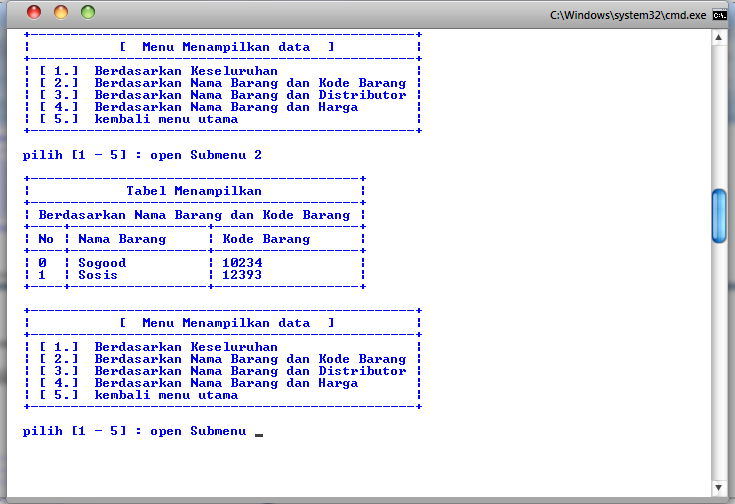 C:\Windows\system32\cmd.exe
[ Menu Menampilkan data ]
[ 1.] Berdasarkan Keseluruhan
[ 2.] Berdasarkan Nama Barang dan Kode Barang
[ 3.] Berdasarkan Nama Barang dan Distributor
[ 4.] Berdasarkan Nama Barang dan Harga
[ 5.] kembali menu utama
pilih [1 - 5] : open Submenu 2
Tabel Menampilkan
Berdasarkan Nama Barang dan Kode Barang
No ¦ Nama Barang ¦ Kode Barang
0 ¦ Sogood ¦ 10234
1 ¦ Sosis ¦ 12393
[ Menu Menampilkan data ]
[ 1.] Berdasarkan Keseluruhan
[ 2.] Berdasarkan Nama Barang dan Kode Barang
[ 3.] Berdasarkan Nama Barang dan Distributor
[ 4.] Berdasarkan Nama Barang dan Harga
[ 5.] kembali menu utama
pilih [1 - 5] : open Submenu _